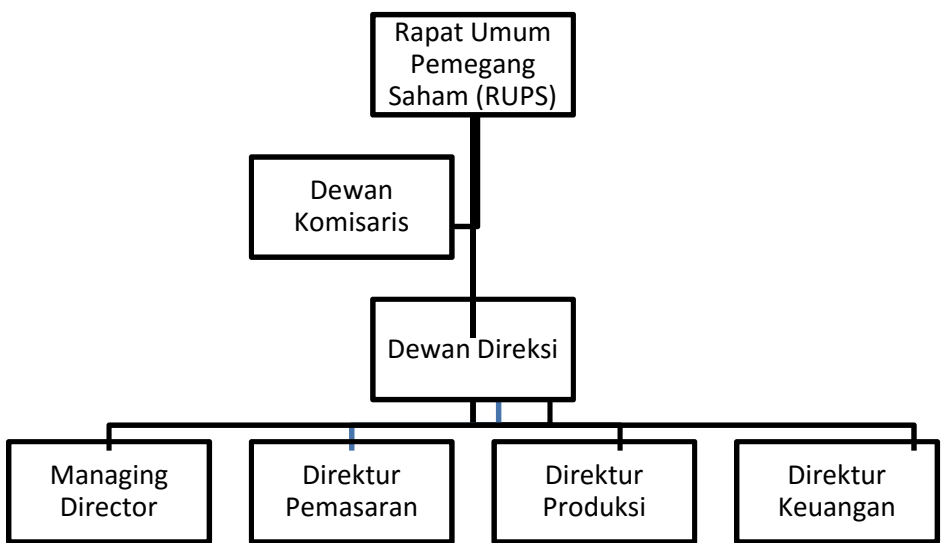 Rapat Umum
Pemegang
Saham (RUPS)
Dewan
Komisaris
Dewan Direksi
Managing
Director
Direktur
Pemasaran
Direktur
Produksi
Direktur
Keuangan